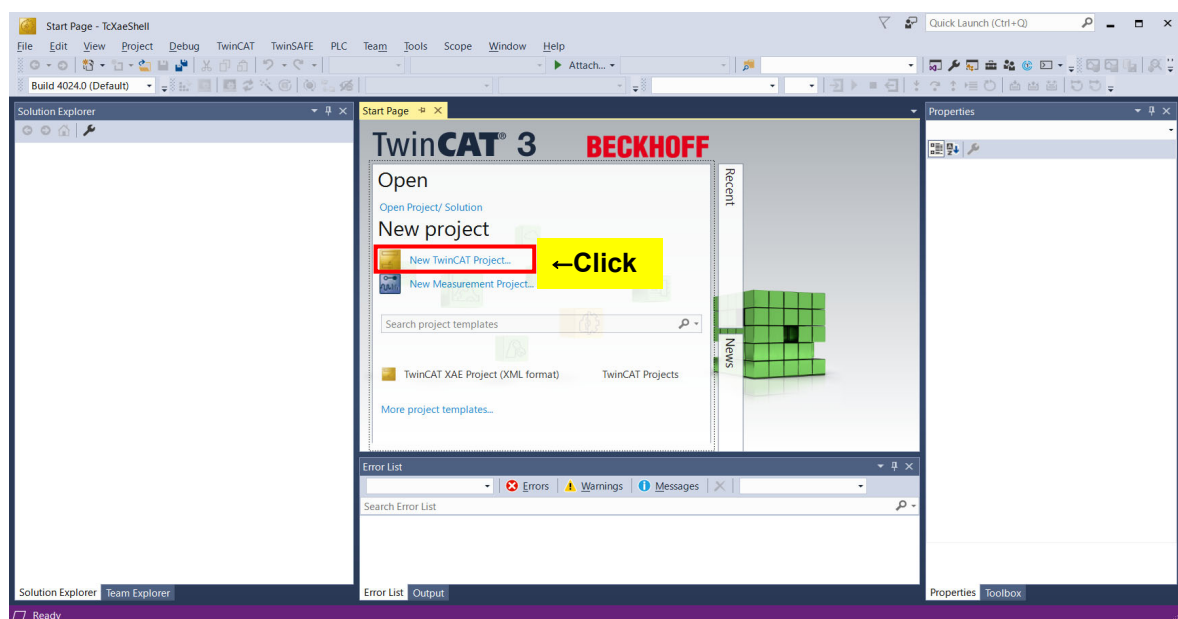 Start Page - TcXaeShell
Quick Launch (Ctrl+Q)
File Edit View Project Debug TwinCAT TwinSAFE PLC Team Tools Scope Window Help
Attach...
Build 4024.0 (Default)
Solution Explorer
Start Page
Properties
TwinCAT® 3 BECKHOFF
Open
Recent
Open Project/ Solution
New project
New TwinCAT Project...
←Click
New Measurement Project...
Search project templates
News
TwinCAT XAE Project (XML format) TwinCAT Projects
More project templates...
Error List
Errors Warnings Messages
Search Error List
Solution Explorer Team Explorer
Error List Output
Properties Toolbox
Ready